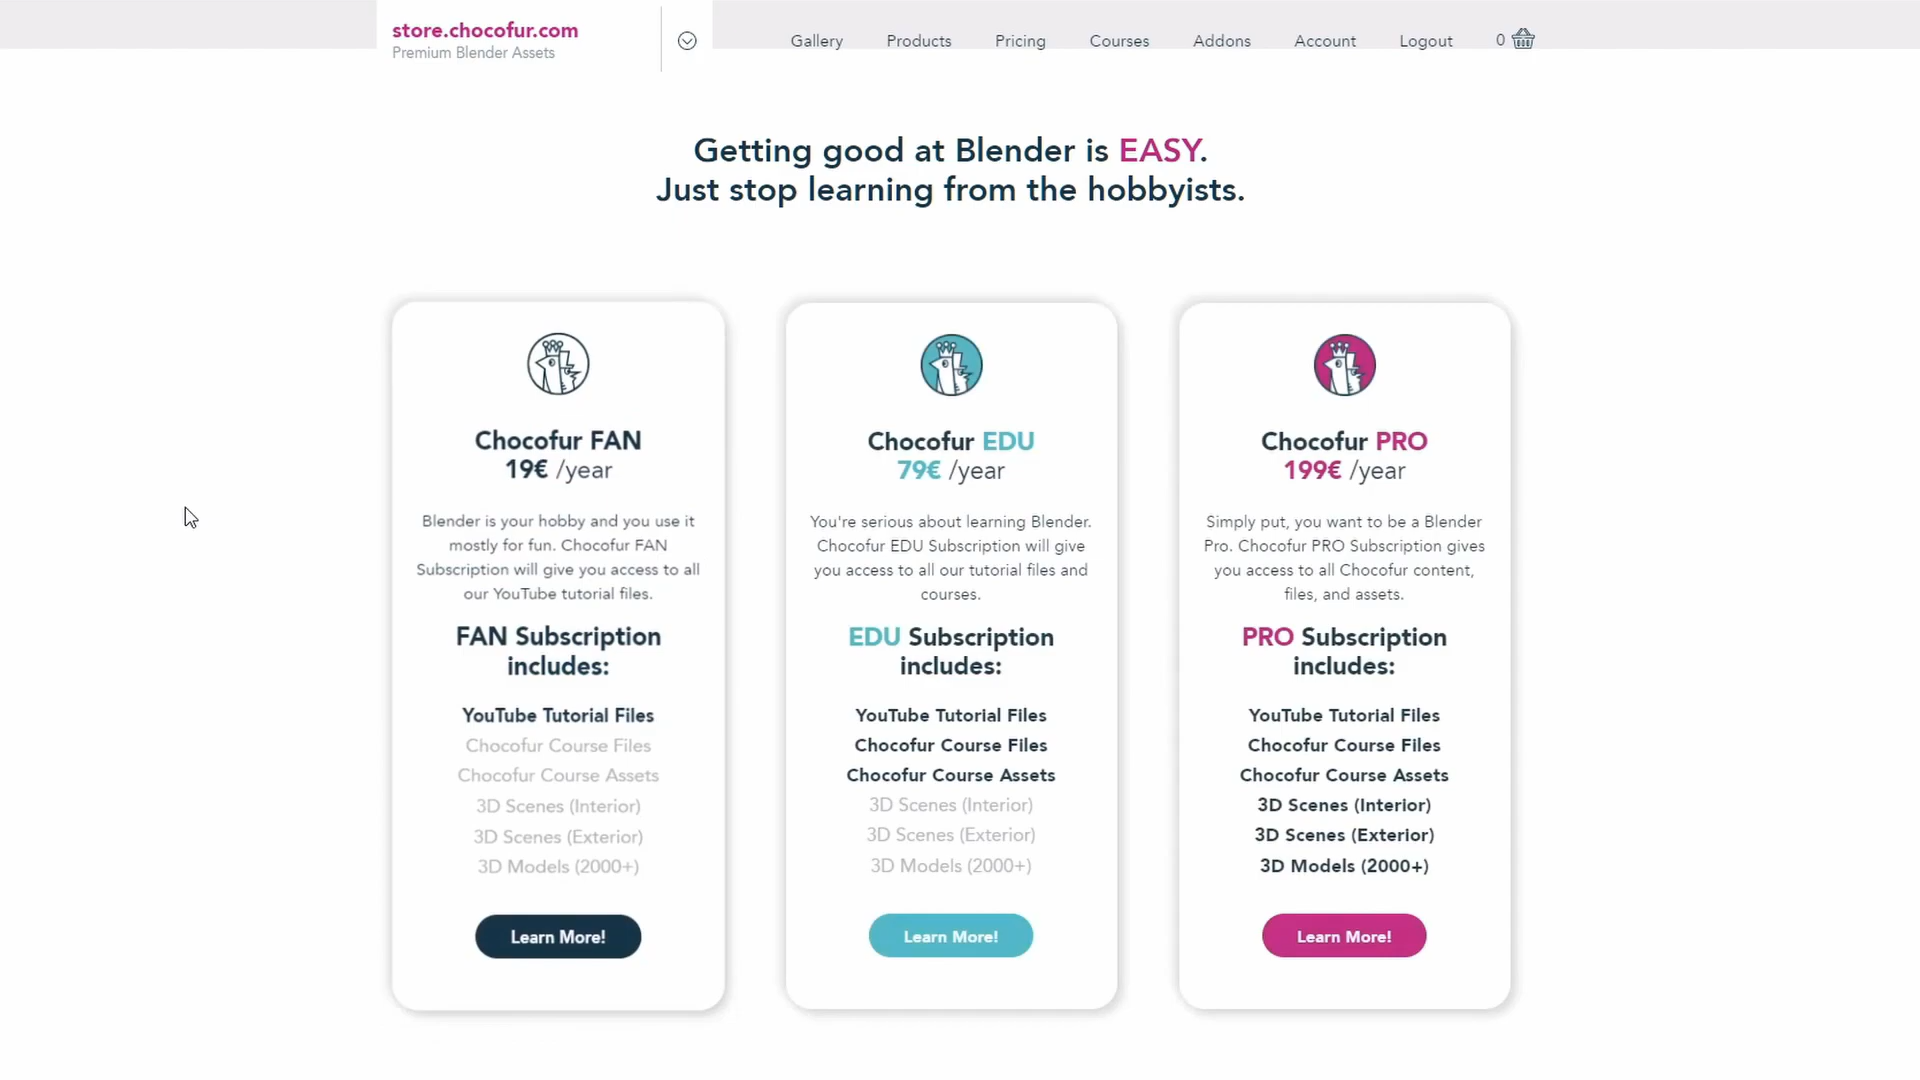 store.chocofur.com
Premium Blender Assets
Gallery
Products
Pricing
Courses
Addons
Account
Logout
0
Getting good at Blender is EASY.
Just stop learning from the hobbyists.
Chocofur FAN
19€ /year
Blender is your hobby and you use it
mostly for fun. Chocofur FAN
Subscription will give you access to all
our YouTube tutorial files.
FAN Subscription
includes:
YouTube Tutorial Files
Chocofur Course Files
Chocofur Course Assets
3D Scenes (Interior)
3D Scenes (Exterior)
3D Models (2000+)
Learn More!
Chocofur EDU
79€ /year
You're serious about learning Blender.
Chocofur EDU Subscription will give
you access to all our tutorial files and
courses.
EDU Subscription
includes:
YouTube Tutorial Files
Chocofur Course Files
Chocofur Course Assets
3D Scenes (Interior)
3D Scenes (Exterior)
3D Models (2000+)
Learn More!
Chocofur PRO
199€ /year
Simply put, you want to be a Blender
Pro. Chocofur PRO Subscription gives
you access to all Chocofur content,
files, and assets.
PRO Subscription
includes:
YouTube Tutorial Files
Chocofur Course Files
Chocofur Course Assets
3D Scenes (Interior)
3D Scenes (Exterior)
3D Models (2000+)
Learn More!